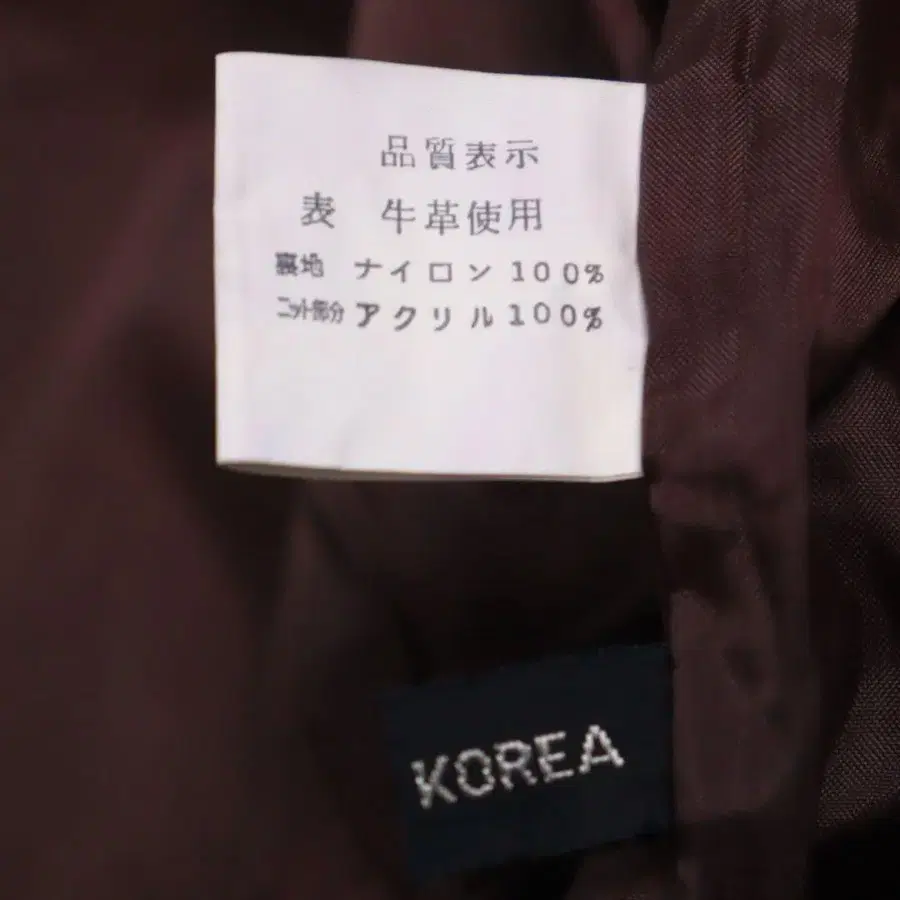 品質表示
表 牛革使用
裏地 ナイロン100%
ニット部分 アクリル100%
KOREA